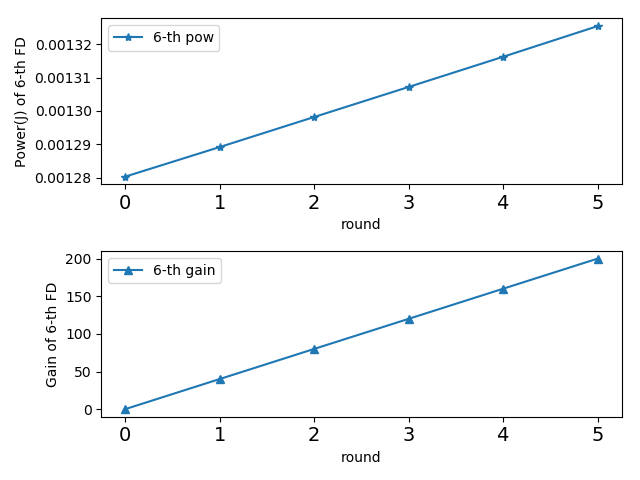 Power(J) of 6-th FD
6-th pow
0.00132
0.00131
0.00130
0.00129
0.00128
0 1 2 3 4 5
round
Gain of 6-th FD
6-th gain
200
150
100
50
0
0 1 2 3 4 5
round